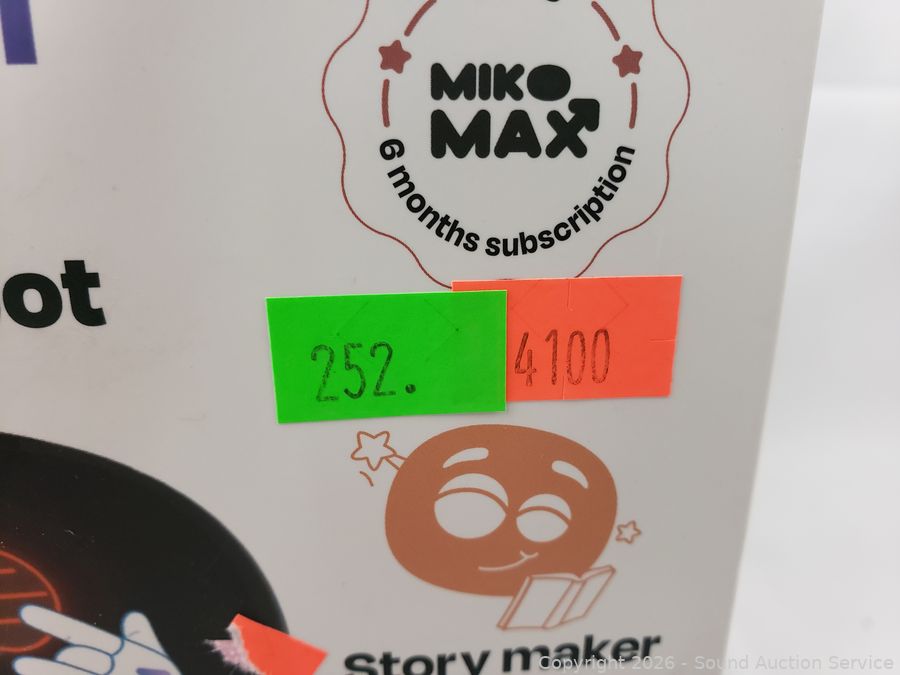 MIKO
MAX
6 months subscription
ot
252.
4100
Story maker
Copyright 2026 - Sound Auction Service